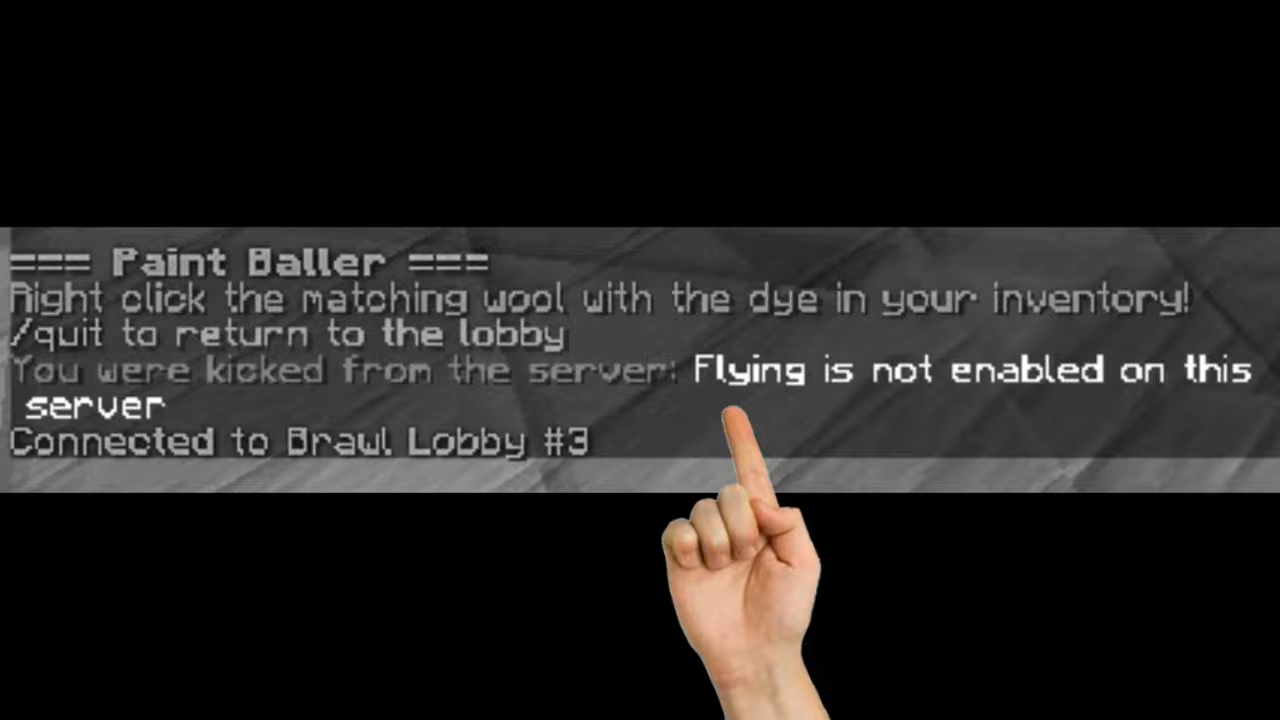 === Paint Baller ===
Right click the matching wool with the dye in your inventory!
/quit to return to the lobby
You were kicked from the server: Flying is not enabled on this
server
Connected to Brawl Lobby #3